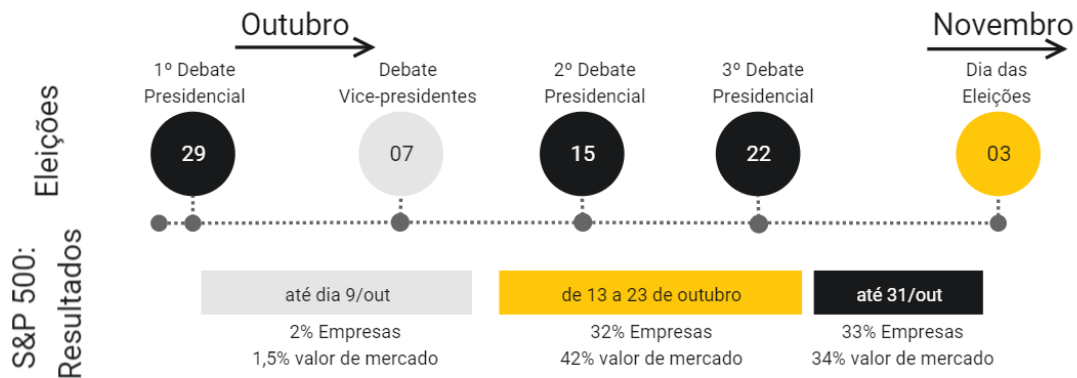 Outubro
Novembro
1º Debate
Presidencial
Debate
Vice-presidentes
2º Debate
Presidencial
3º Debate
Presidencial
Dia das
Eleições
Eleições
29
07
15
22
03
S&P 500:
Resultados
até dia 9/out
de 13 a 23 de outubro
até 31/out
2% Empresas
1,5% valor de mercado
32% Empresas
42% valor de mercado
33% Empresas
34% valor de mercado